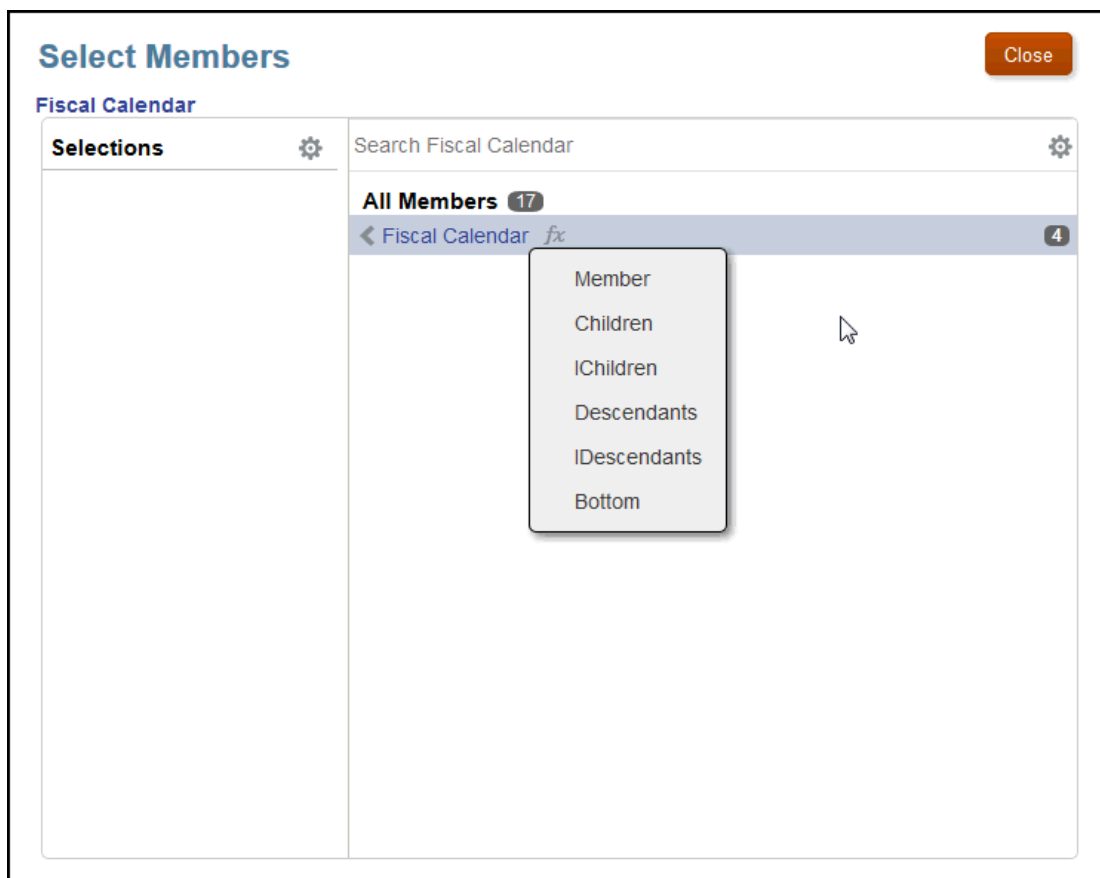 Select Members
Close
Fiscal Calendar
Selections
Search Fiscal Calendar
All Members 17
Fiscal Calendar fx 4
Member
Children
IChildren
Descendants
IDescendants
Bottom